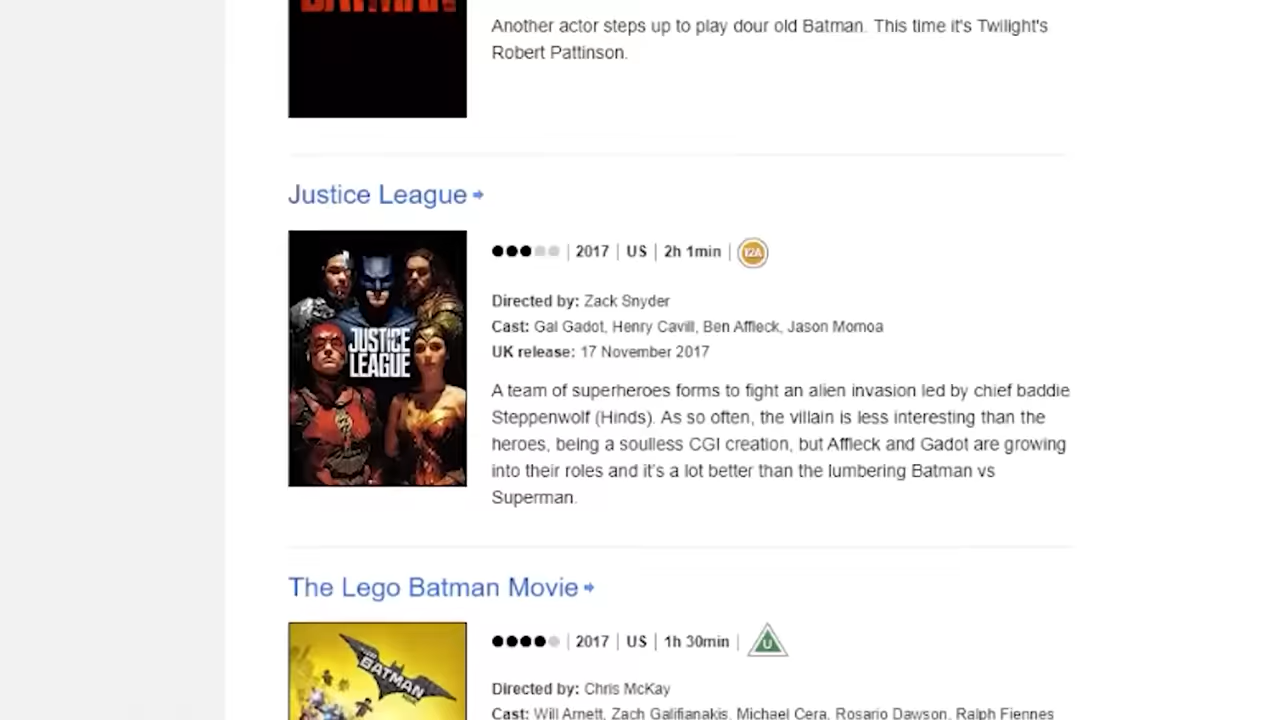 BATMAN
Another actor steps up to play dour old Batman. This time it's Twilight's
Robert Pattinson.
Justice League
2017 | US | 2h 1min |
12A
Directed by: Zack Snyder
Cast: Gal Gadot, Henry Cavill, Ben Affleck, Jason Momoa
UK release: 17 November 2017
JUSTICE
LEAGUE
A team of superheroes forms to fight an alien invasion led by chief baddie
Steppenwolf (Hinds). As so often, the villain is less interesting than the
heroes, being a soulless CGI creation, but Affleck and Gadot are growing
into their roles and it's a lot better than the lumbering Batman vs
Superman.
The Lego Batman Movie
2017 | US | 1h 30min |
U
BATMAN
Directed by: Chris McKay
Cast: Will Arnett, Zach Galifianakis, Michael Cera, Rosario Dawson, Ralph Fiennes